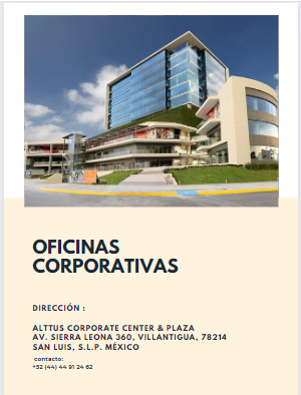 OFICINAS
CORPORATIVAS
DIRECCIÓN :
ALTTUS CORPORATE CENTER & PLAZA
AV. SIERRA LEONA 360, VILLANTIGUA, 78214
SAN LUIS, S.L.P. MÉXICO
contacto:
+52 (44) 44 91 24 62